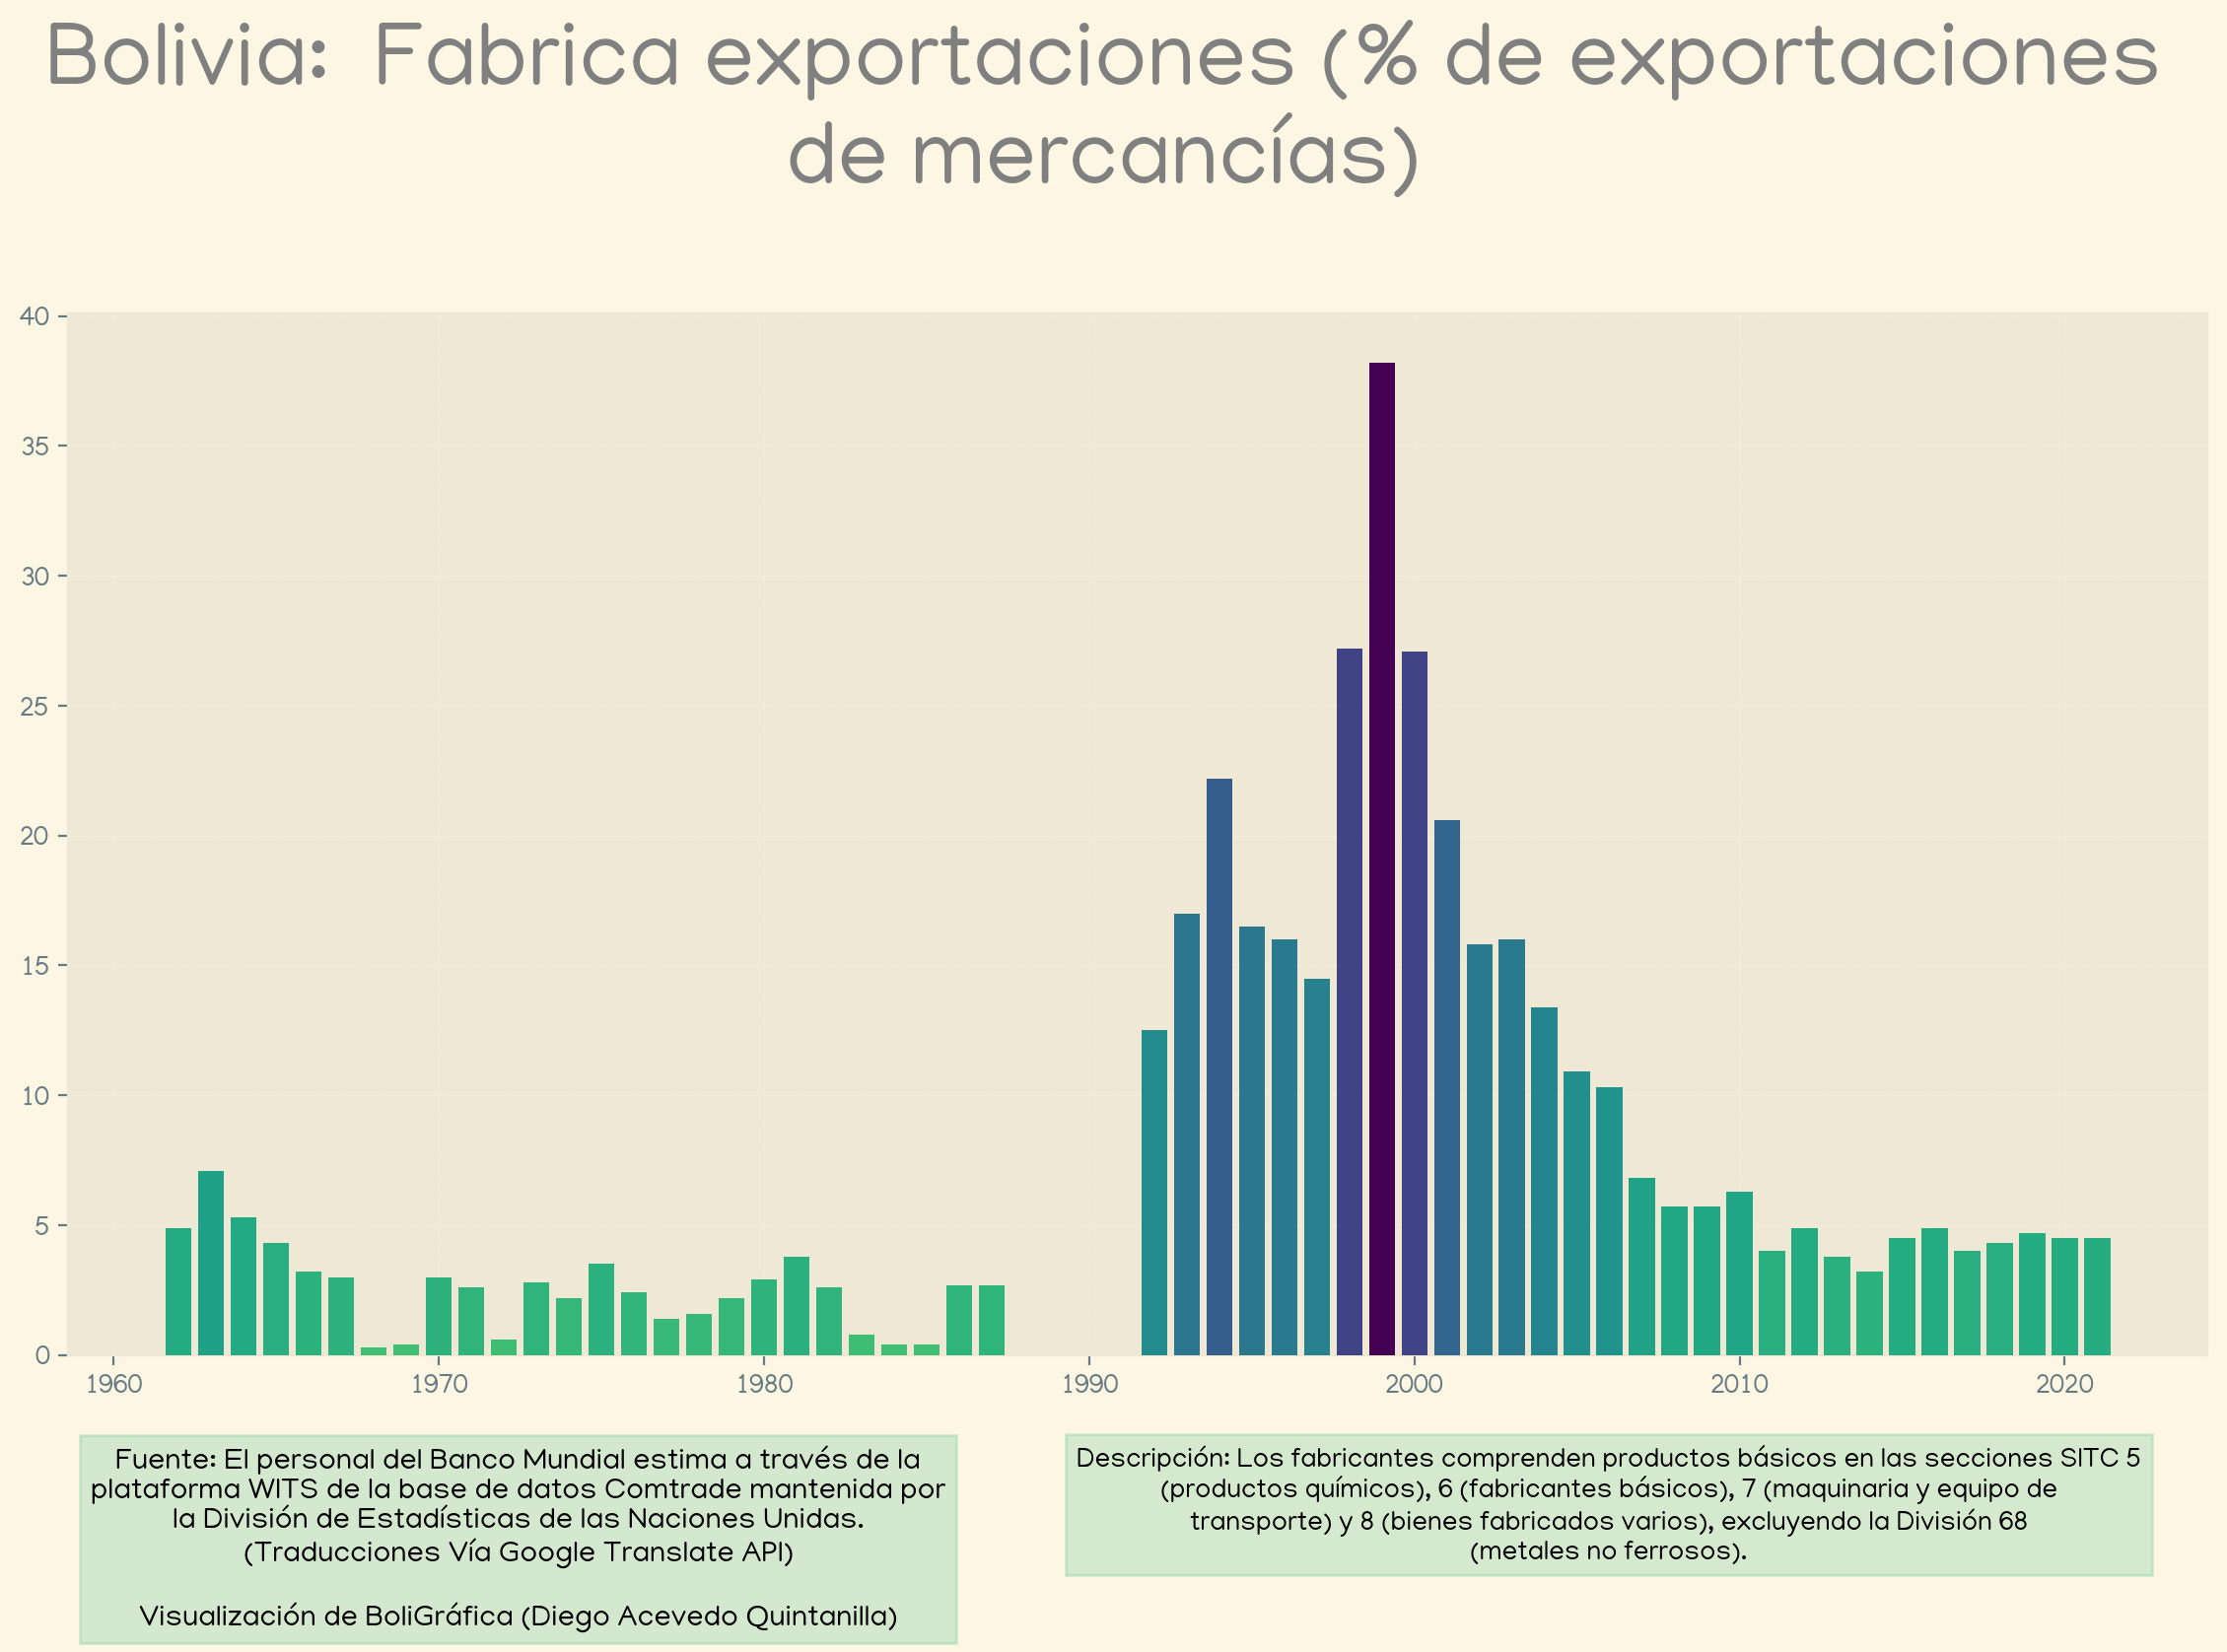 Bolivia: Fabrica exportaciones (% de exportaciones
de mercancías)
40
35
30
25
20
15
10
5
0
1960 1970 1980 1990 2000 2010 2020
Fuente: El personal del Banco Mundial estima a través de la
plataforma WITS de la base de datos Comtrade mantenida por
la División de Estadísticas de las Naciones Unidas.
(Traducciones Vía Google Translate API)
Visualización de BoliGráfica (Diego Acevedo Quintanilla)
Descripción: Los fabricantes comprenden productos básicos en las secciones SITC 5
(productos químicos), 6 (fabricantes básicos), 7 (maquinaria y equipo de
transporte) y 8 (bienes fabricados varios), excluyendo la División 68
(metales no ferrosos).